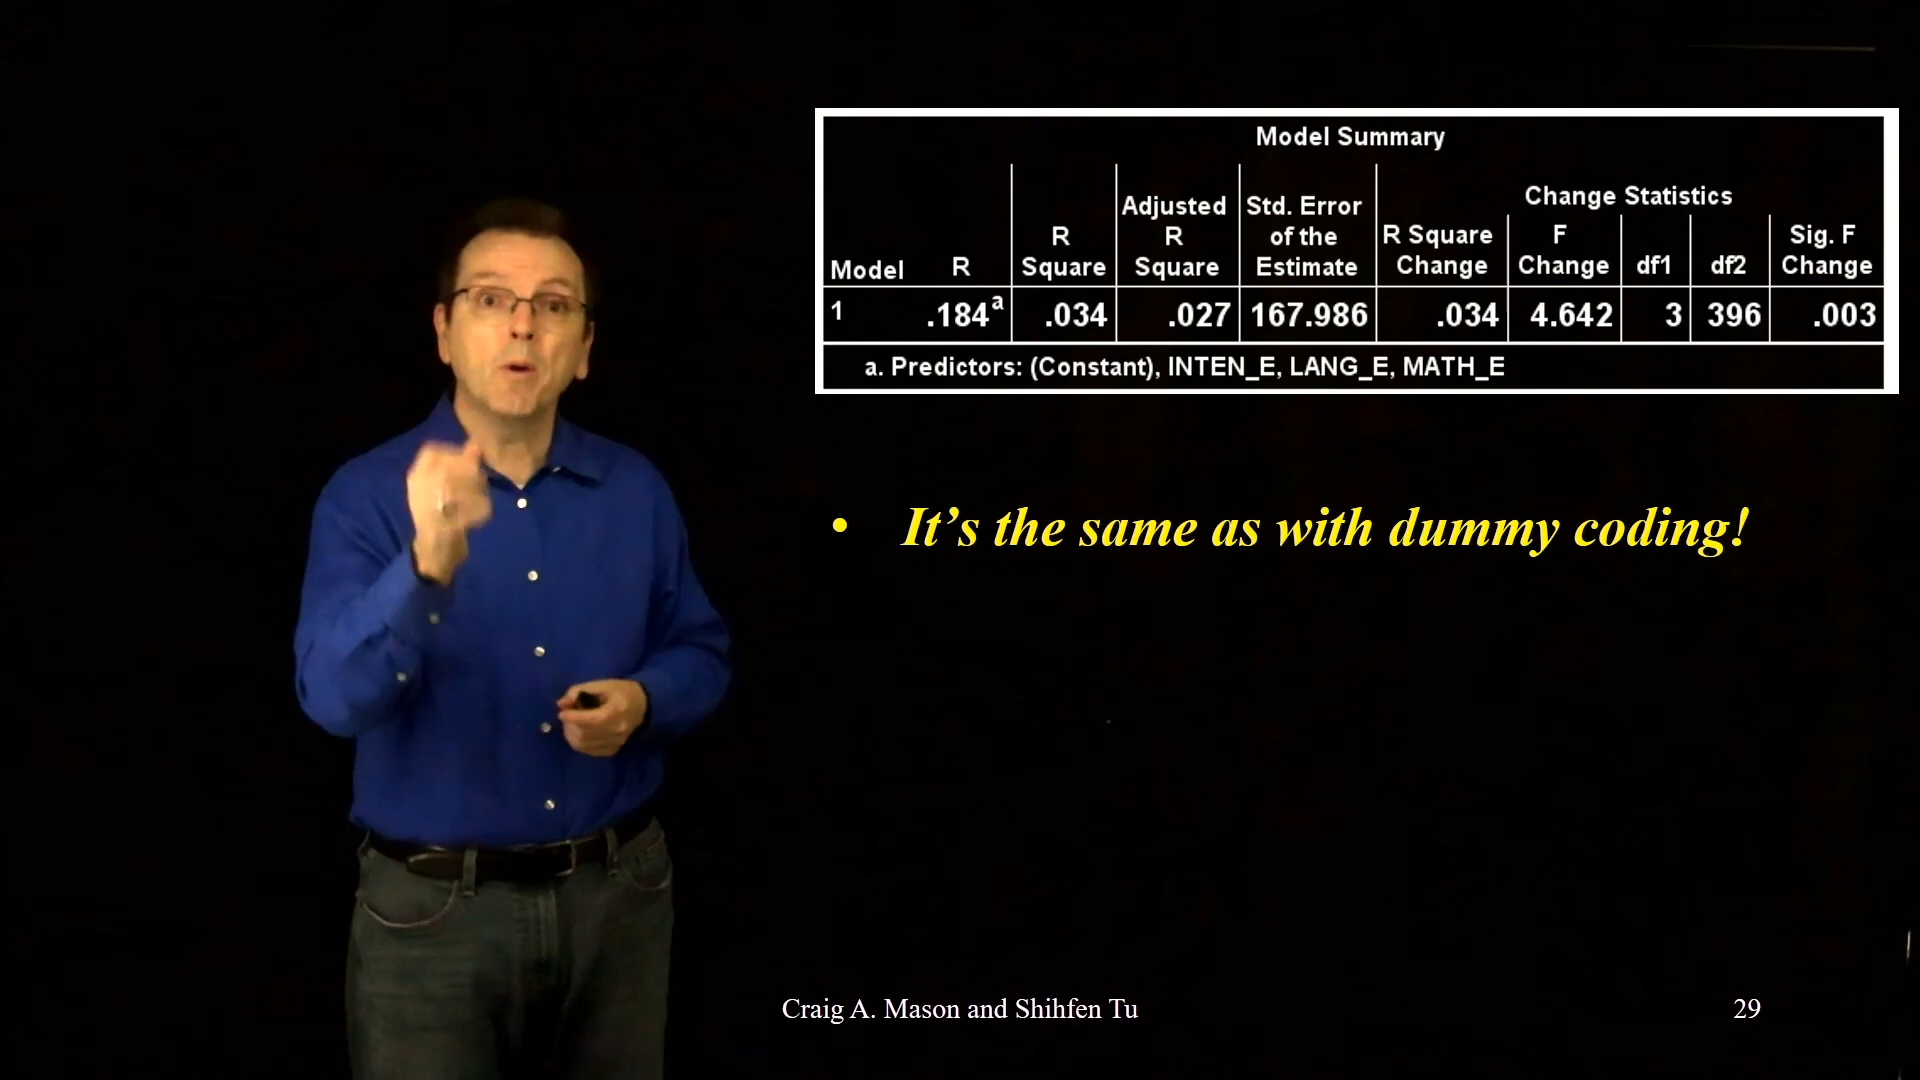 Model Summary
Change Statistics
Model R R Square Adjusted R Square Std. Error of the Estimate R Square Change F Change df1 df2 Sig. F Change
1 .184a .034 .027 167.986 .034 4.642 3 396 .003
a. Predictors: (Constant), INTEN_E, LANG_E, MATH_E
• It’s the same as with dummy coding!
Craig A. Mason and Shihfen Tu 29